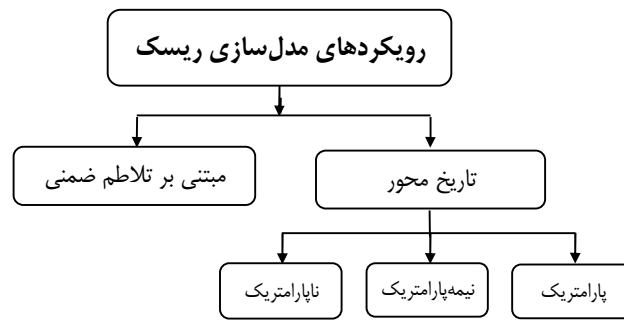 رویکردهای مدل‌سازی ریسک
تاریخ محور
مبتنی بر تلاطم ضمنی
پارامتریک
نیمه‌پارامتریک
ناپارامتریک